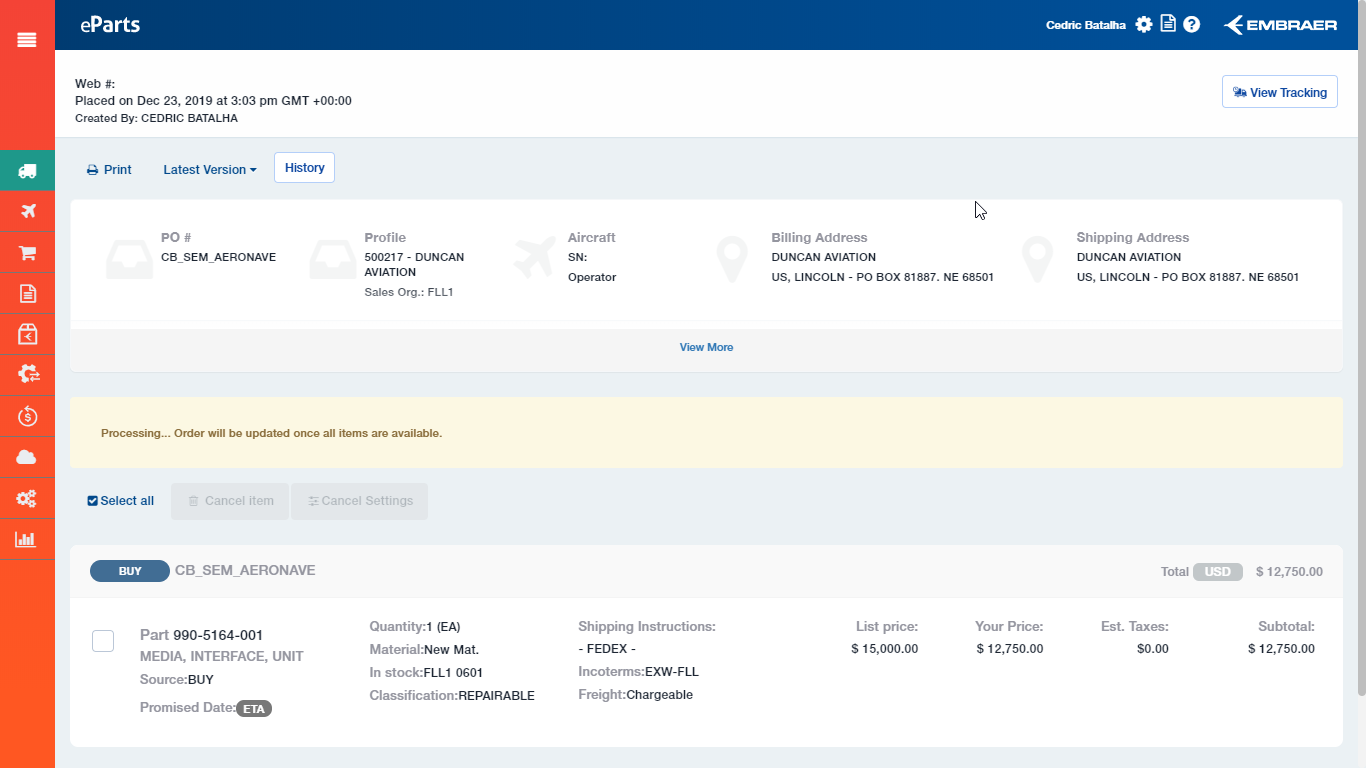 eParts
Cedric Batalha
EMBRAER
Web #:
Placed on Dec 23, 2019 at 3:03 pm GMT +00:00
Created By: CEDRIC BATALHA
View Tracking
Print
Latest Version
History
PO #
CB_SEM_AERONAVE
Profile
500217 - DUNCAN
AVIATION
Sales Org.: FLL1
Aircraft
SN:
Operator
Billing Address
DUNCAN AVIATION
US, LINCOLN - PO BOX 81887. NE 68501
Shipping Address
DUNCAN AVIATION
US, LINCOLN - PO BOX 81887. NE 68501
View More
Processing... Order will be updated once all items are available.
Select all
Cancel item
Cancel Settings
BUY
CB_SEM_AERONAVE
Total USD $ 12,750.00
Part 990-5164-001
MEDIA, INTERFACE, UNIT
Source:BUY
Promised Date:ETA
Quantity:1 (EA)
Material:New Mat.
In stock:FLL1 0601
Classification:REPAIRABLE
Shipping Instructions:
- FEDEX -
Incoterms:EXW-FLL
Freight:Chargeable
List price:
$ 15,000.00
Your Price:
$ 12,750.00
Est. Taxes:
$0.00
Subtotal:
$ 12,750.00